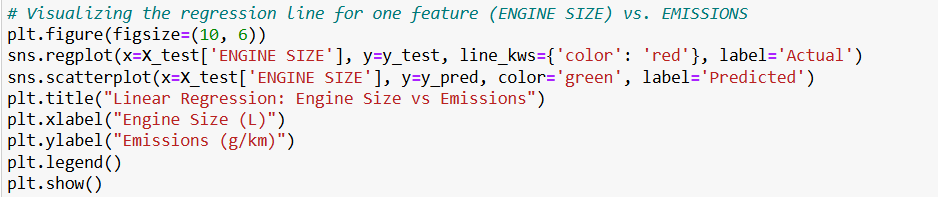 # Visualizing the regression line for one feature (ENGINE SIZE) vs. EMISSIONS
plt.figure(figsize=(10, 6))
sns.regplot(x=X_test['ENGINE SIZE'], y=y_test, line_kws={'color': 'red'}, label='Actual')
sns.scatterplot(x=X_test['ENGINE SIZE'], y=y_pred, color='green', label='Predicted')
plt.title("Linear Regression: Engine Size vs Emissions")
plt.xlabel("Engine Size (L)")
plt.ylabel("Emissions (g/km)")
plt.legend()
plt.show()